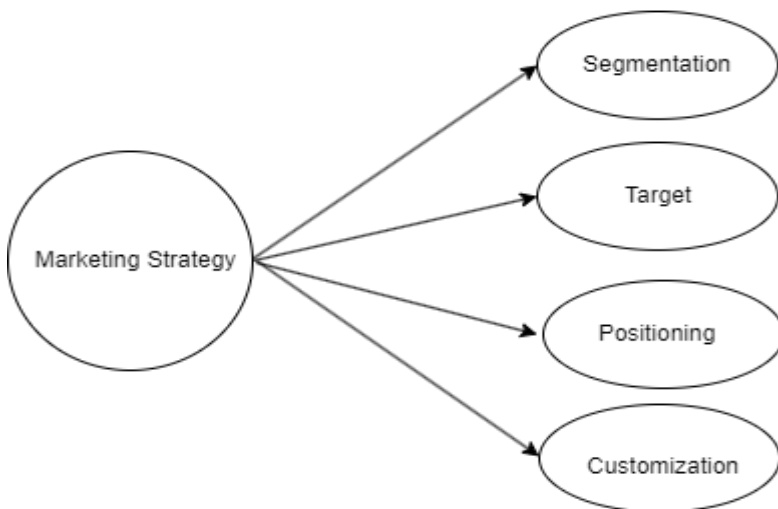 Segmentation
Target
Marketing Strategy
Positioning
Customization